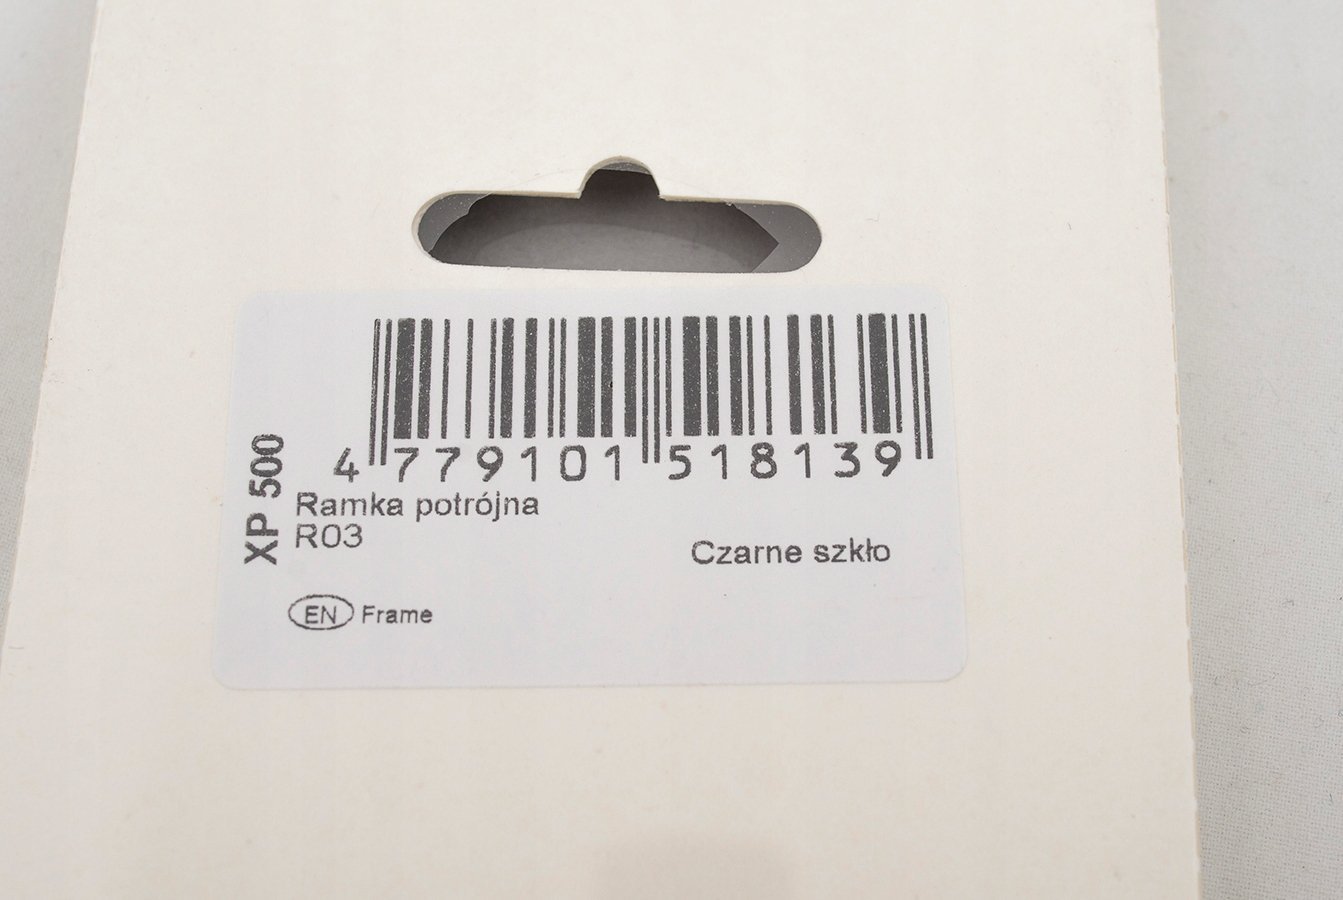 4 779101 518139
XP 500
Ramka potrójna
R03
Czarne szkło
EN Frame